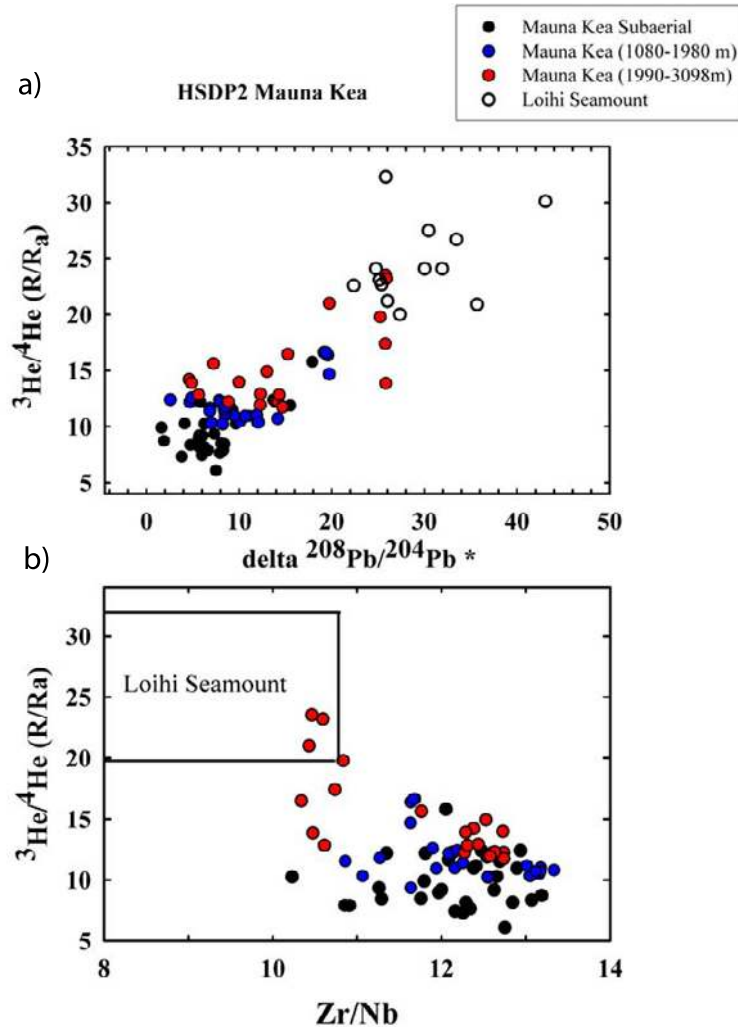 Mauna Kea Subaerial
Mauna Kea (1080-1980 m)
Mauna Kea (1990-3098m)
Loihi Seamount
a)
HSDP2 Mauna Kea
35
30
25
20
15
10
5
³He/⁴He (R/Rₐ)
0 10 20 30 40 50
delta ²⁰⁸Pb/²⁰⁴Pb *
b)
30
25
20
15
10
5
³He/⁴He (R/Ra)
Loihi Seamount
8 10 12 14
Zr/Nb